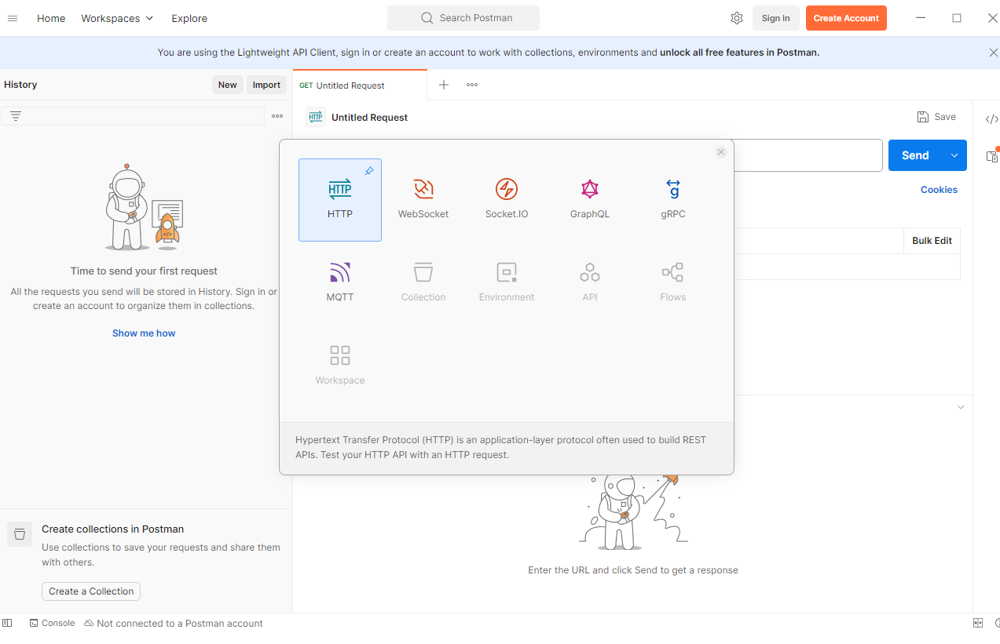 Home Workspaces Explore Search Postman Sign In Create Account
You are using the Lightweight API Client, sign in or create an account to work with collections, environments and unlock all free features in Postman.
History New Import GET Untitled Request
HTTP Untitled Request Save
Send
Cookies
Bulk Edit
HTTP
HTTP WebSocket Socket.IO GraphQL gRPC
MQTT Collection Environment API Flows
Workspace
Hypertext Transfer Protocol (HTTP) is an application-layer protocol often used to build REST
APIs. Test your HTTP API with an HTTP request.
Time to send your first request
All the requests you send will be stored in History. Sign in or
create an account to organize them in collections.
Show me how
Enter the URL and click Send to get a response
Create collections in Postman
Use collections to save your requests and share them
with others.
Create a Collection
Console Not connected to a Postman account